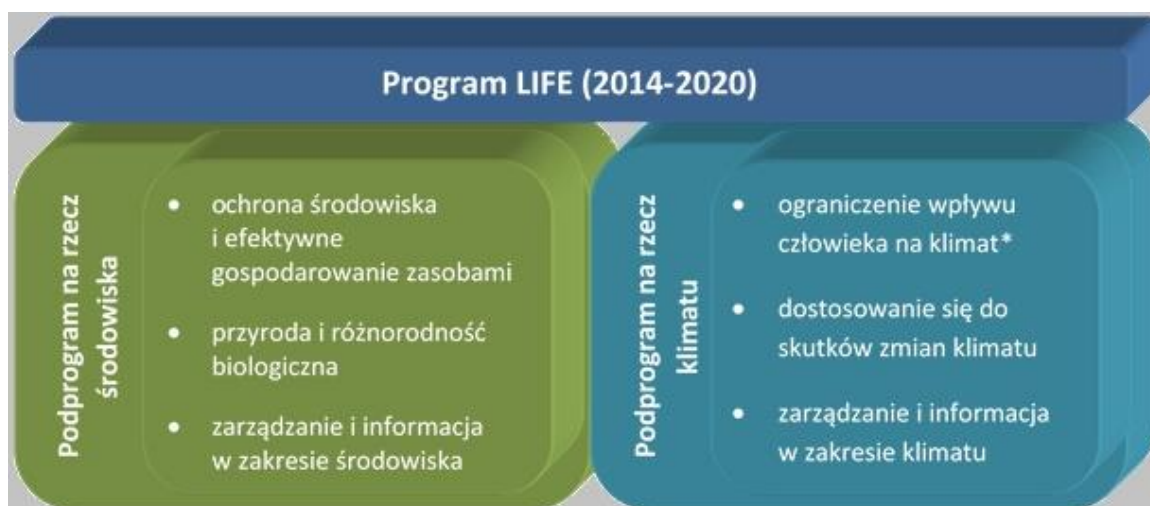 Program LIFE (2014-2020)
Podprogram na rzecz
środowiska
• ochrona środowiska
i efektywne
gospodarowanie zasobami
• przyroda i różnorodność
biologiczna
• zarządzanie i informacja
w zakresie środowiska
Podprogram na rzecz
klimatu
• ograniczenie wpływu
człowieka na klimat*
• dostosowanie się do
skutków zmian klimatu
• zarządzanie i informacja
w zakresie klimatu